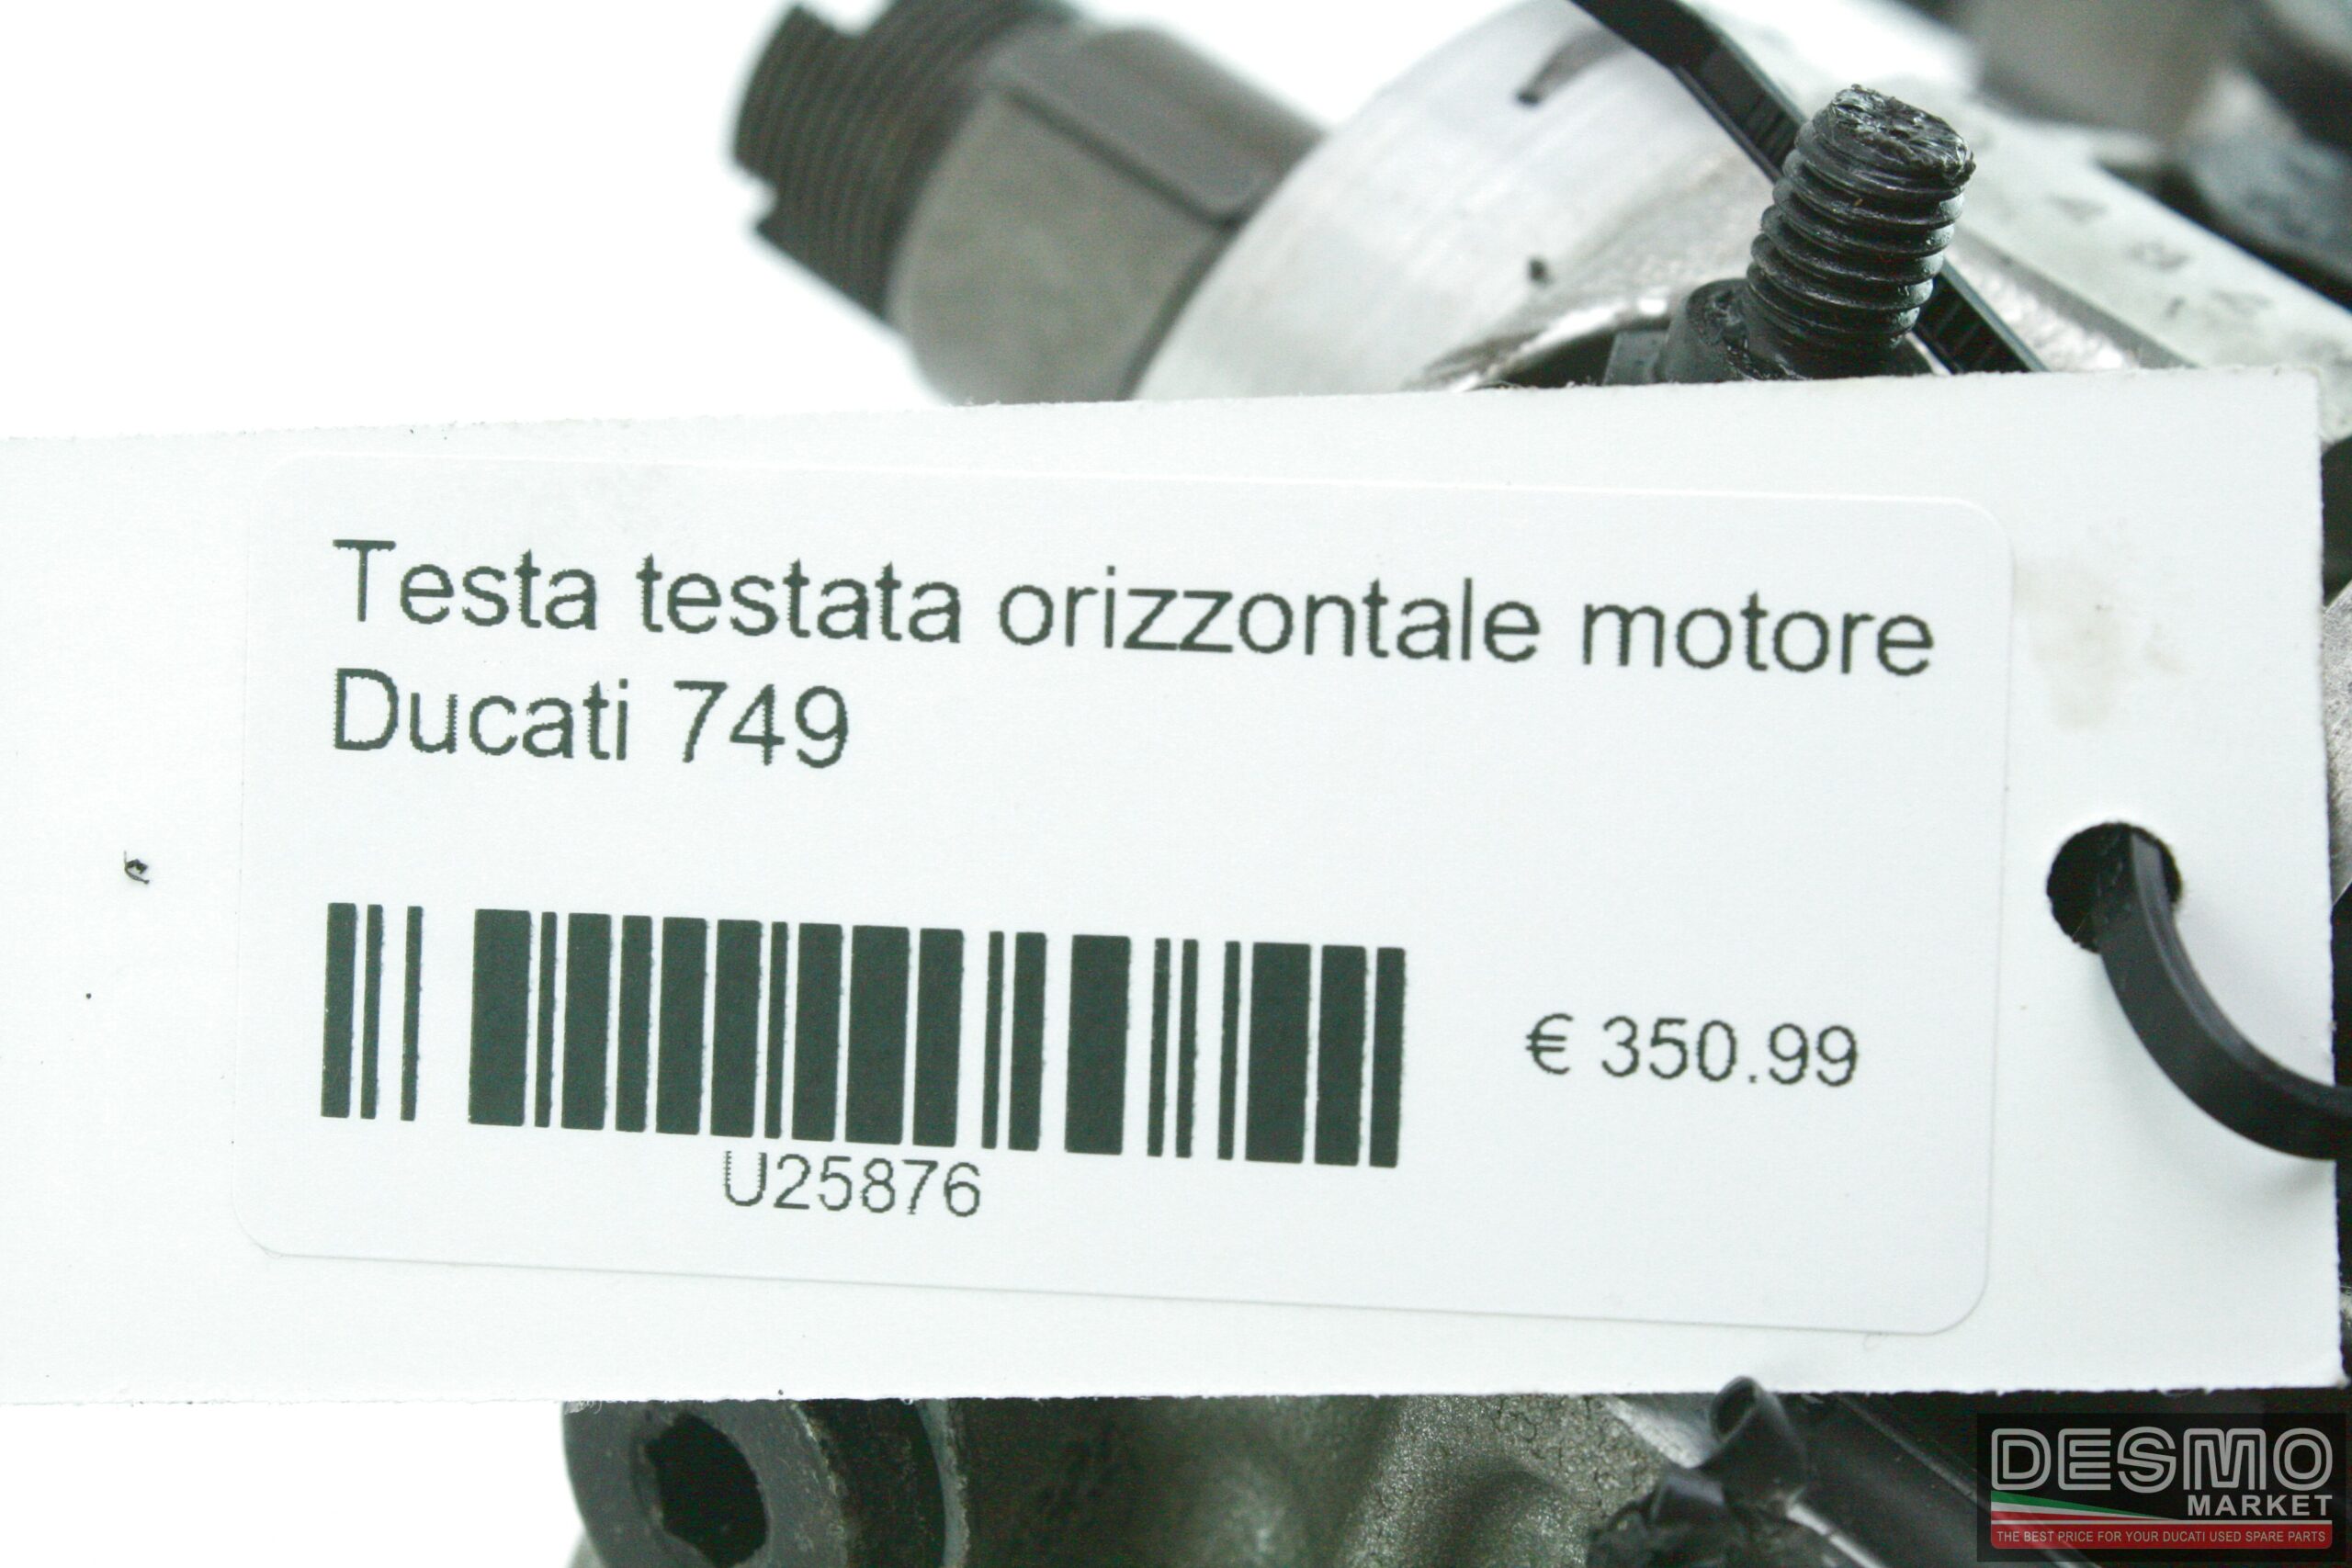 Testa testata orizzontale motore
Ducati 749
€ 350.99
U25876
DESMO
MARKET
THE BEST PRICE FOR YOUR DUCATI USED SPARE PARTS